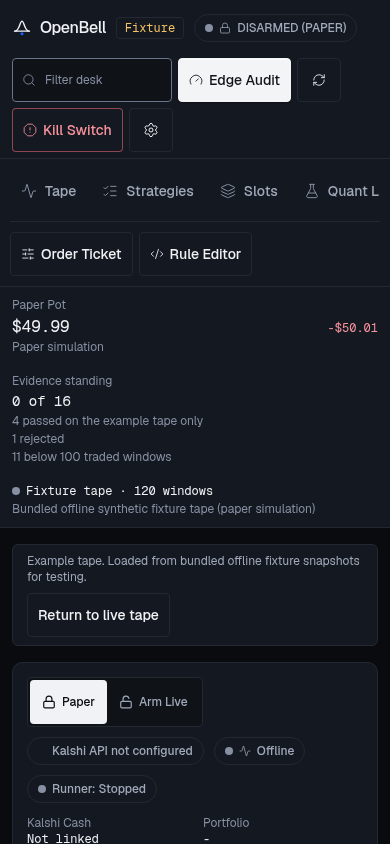 OpenBell Fixture DISARMED (PAPER)
Filter desk Edge Audit
Kill Switch
Tape Strategies Slots Quant L
Order Ticket Rule Editor
Paper Pot
$49.99 -$50.01
Paper simulation
Evidence standing
0 of 16
4 passed on the example tape only
1 rejected
11 below 100 traded windows
Fixture tape · 120 windows
Bundled offline synthetic fixture tape (paper simulation)
Example tape. Loaded from bundled offline fixture snapshots
for testing.
Return to live tape
Paper Arm Live
Kalshi API not configured Offline
Runner: Stopped
Kalshi Cash Portfolio
Not linked -